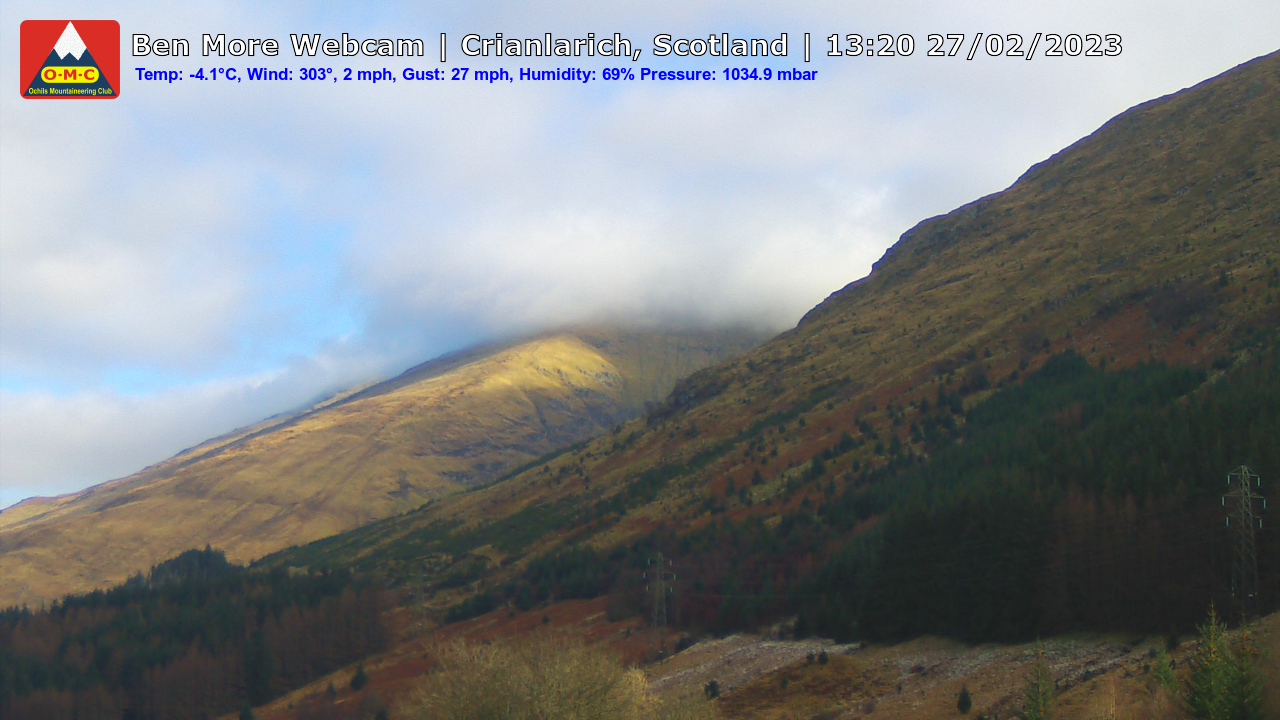 Ben More Webcam | Crianlarich, Scotland | 13:20 27/02/2023
Temp: -4.1°C, Wind: 303°, 2 mph, Gust: 27 mph, Humidity: 69% Pressure: 1034.9 mbar
O-M-C
Ochils Mountaineering Club